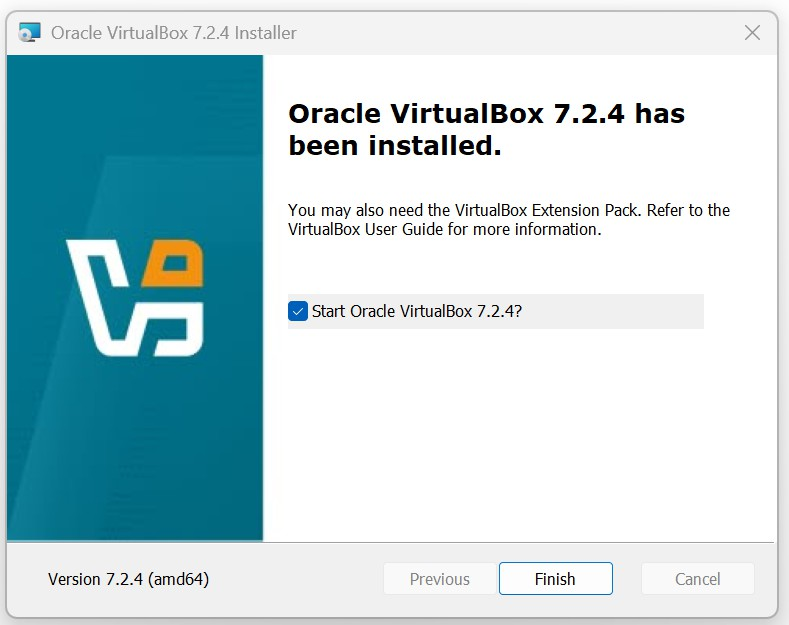 Oracle VirtualBox 7.2.4 Installer
Oracle VirtualBox 7.2.4 has
been installed.
You may also need the VirtualBox Extension Pack. Refer to the
VirtualBox User Guide for more information.
Start Oracle VirtualBox 7.2.4?
Version 7.2.4 (amd64)
Previous
Finish
Cancel